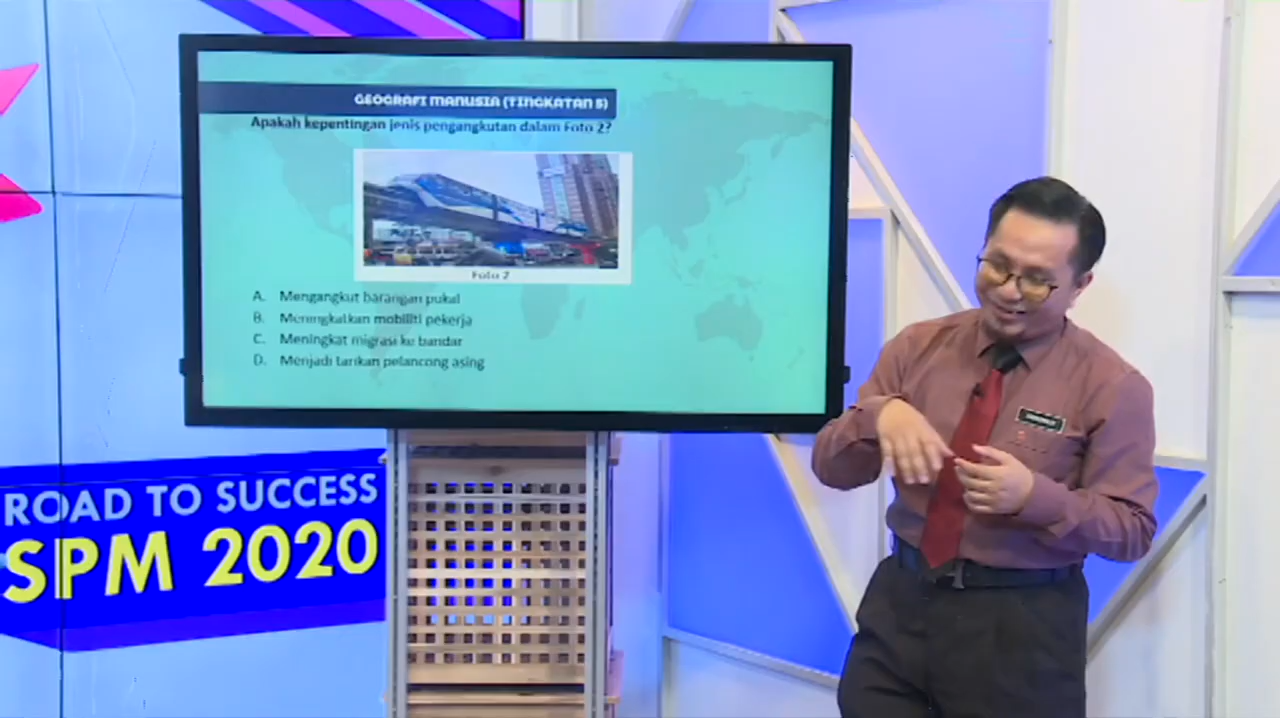 GEOGRAFI MANUSIA (TINGKATAN 5)
Apakah kepentingan jenis pengangkutan dalam Foto 2?
Foto 2
A. Mengangkut barangan pukal
B. Meningkatkan mobiliti pekerja
C. Meningkat migrasi ke bandar
D. Menjadi tarikan pelancong asing
ROAD TO SUCCESS
SPM 2020